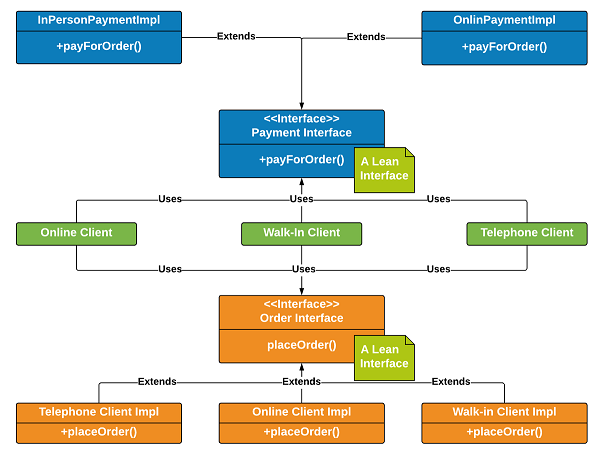 InPersonPaymentImpl
+payForOrder()
OnlinPaymentImpl
+payForOrder()
Extends
Extends
<<Interface>>
Payment Interface
+payForOrder()
A Lean
Interface
Uses
Uses
Uses
Online Client
Walk-In Client
Telephone Client
Uses
Uses
Uses
<<Interface>>
Order Interface
placeOrder()
A Lean
Interface
Extends
Extends
Extends
Telephone Client Impl
+placeOrder()
Online Client Impl
+placeOrder()
Walk-in Client Impl
+placeOrder()